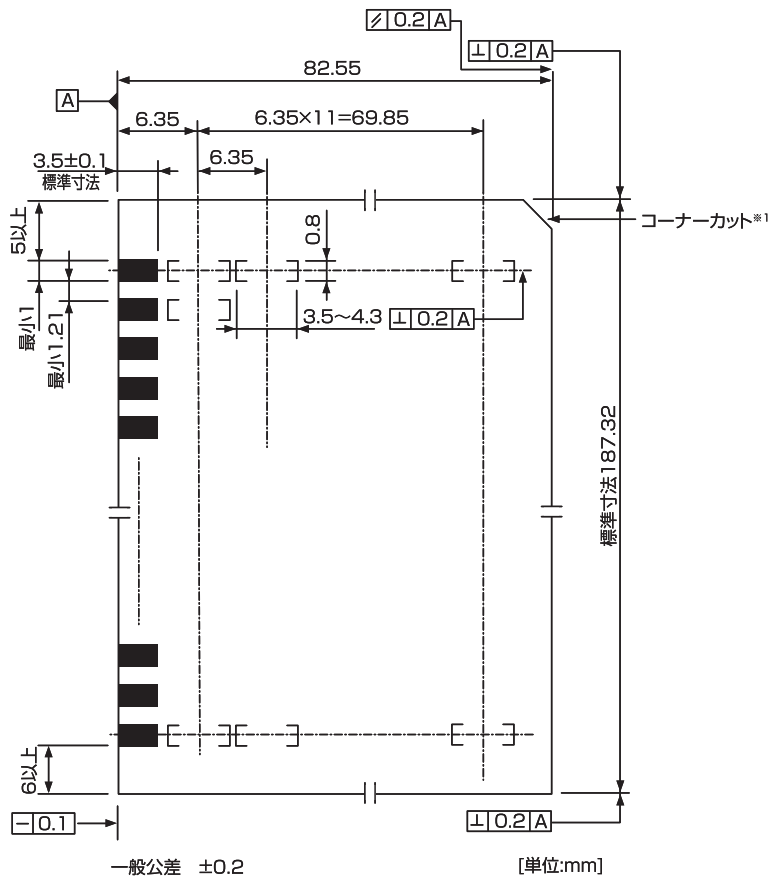 ⫽ 0.2 A
⊥ 0.2 A
82.55
A
6.35
6.35×11=69.85
3.5±0.1
標準寸法
6.35
コーナーカット※1
5以上
0.8
最小1
最小1.21
3.5〜4.3
⊥ 0.2 A
標準寸法187.32
6以上
− 0.1
⊥ 0.2 A
一般公差 ±0.2
[単位:mm]